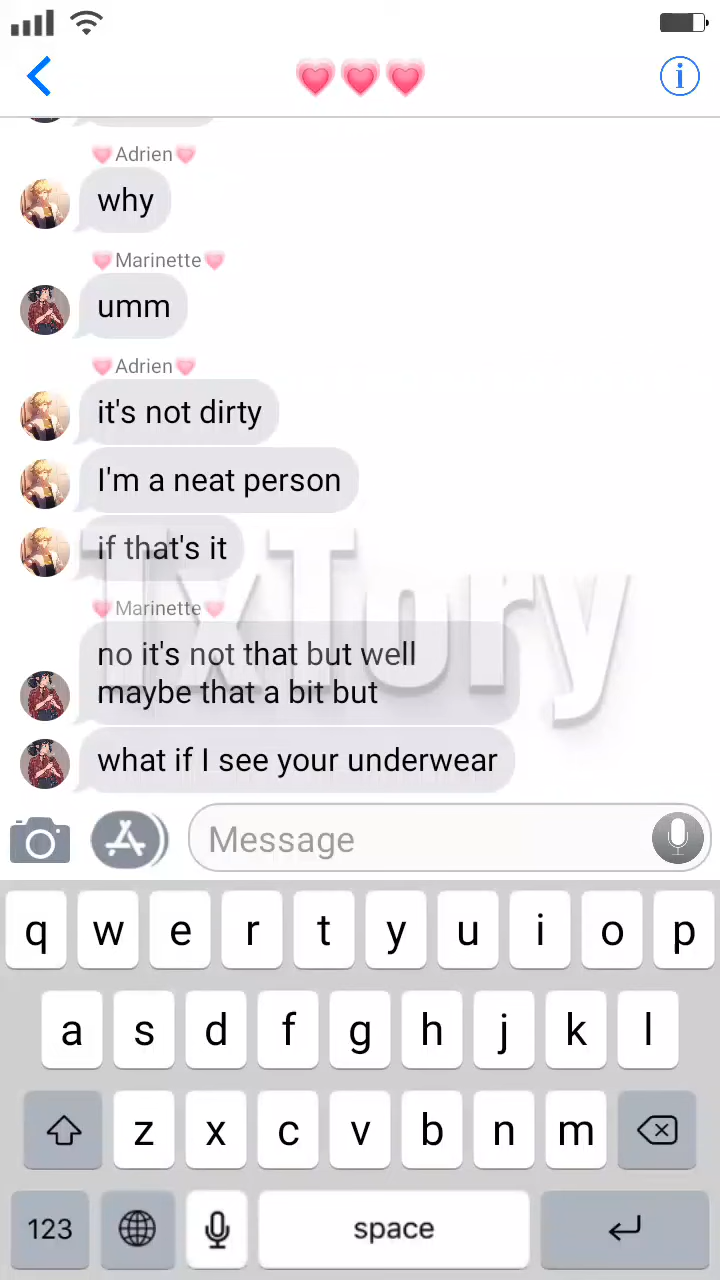 💗💗💗
💗Adrien💗
why
💗Marinette💗
umm
💗Adrien💗
it's not dirty
I'm a neat person
if that's it
💗Marinette💗
no it's not that but well
maybe that a bit but
what if I see your underwear
TxTory
Message
q w e r t y u i o p
a s d f g h j k l
z x c v b n m
123 space